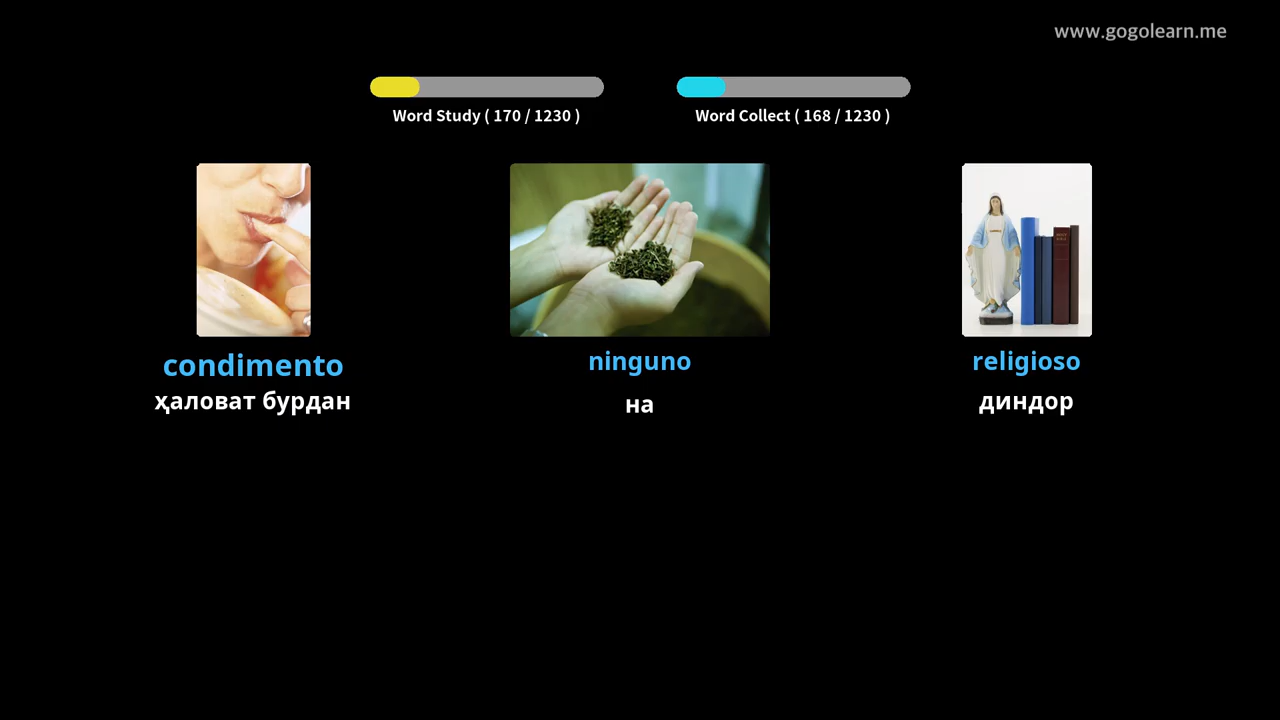 www.gogolearn.me
Word Study ( 170 / 1230 )
Word Collect ( 168 / 1230 )
condimento
ninguno
religioso
ҳаловат бурдан
на
диндор